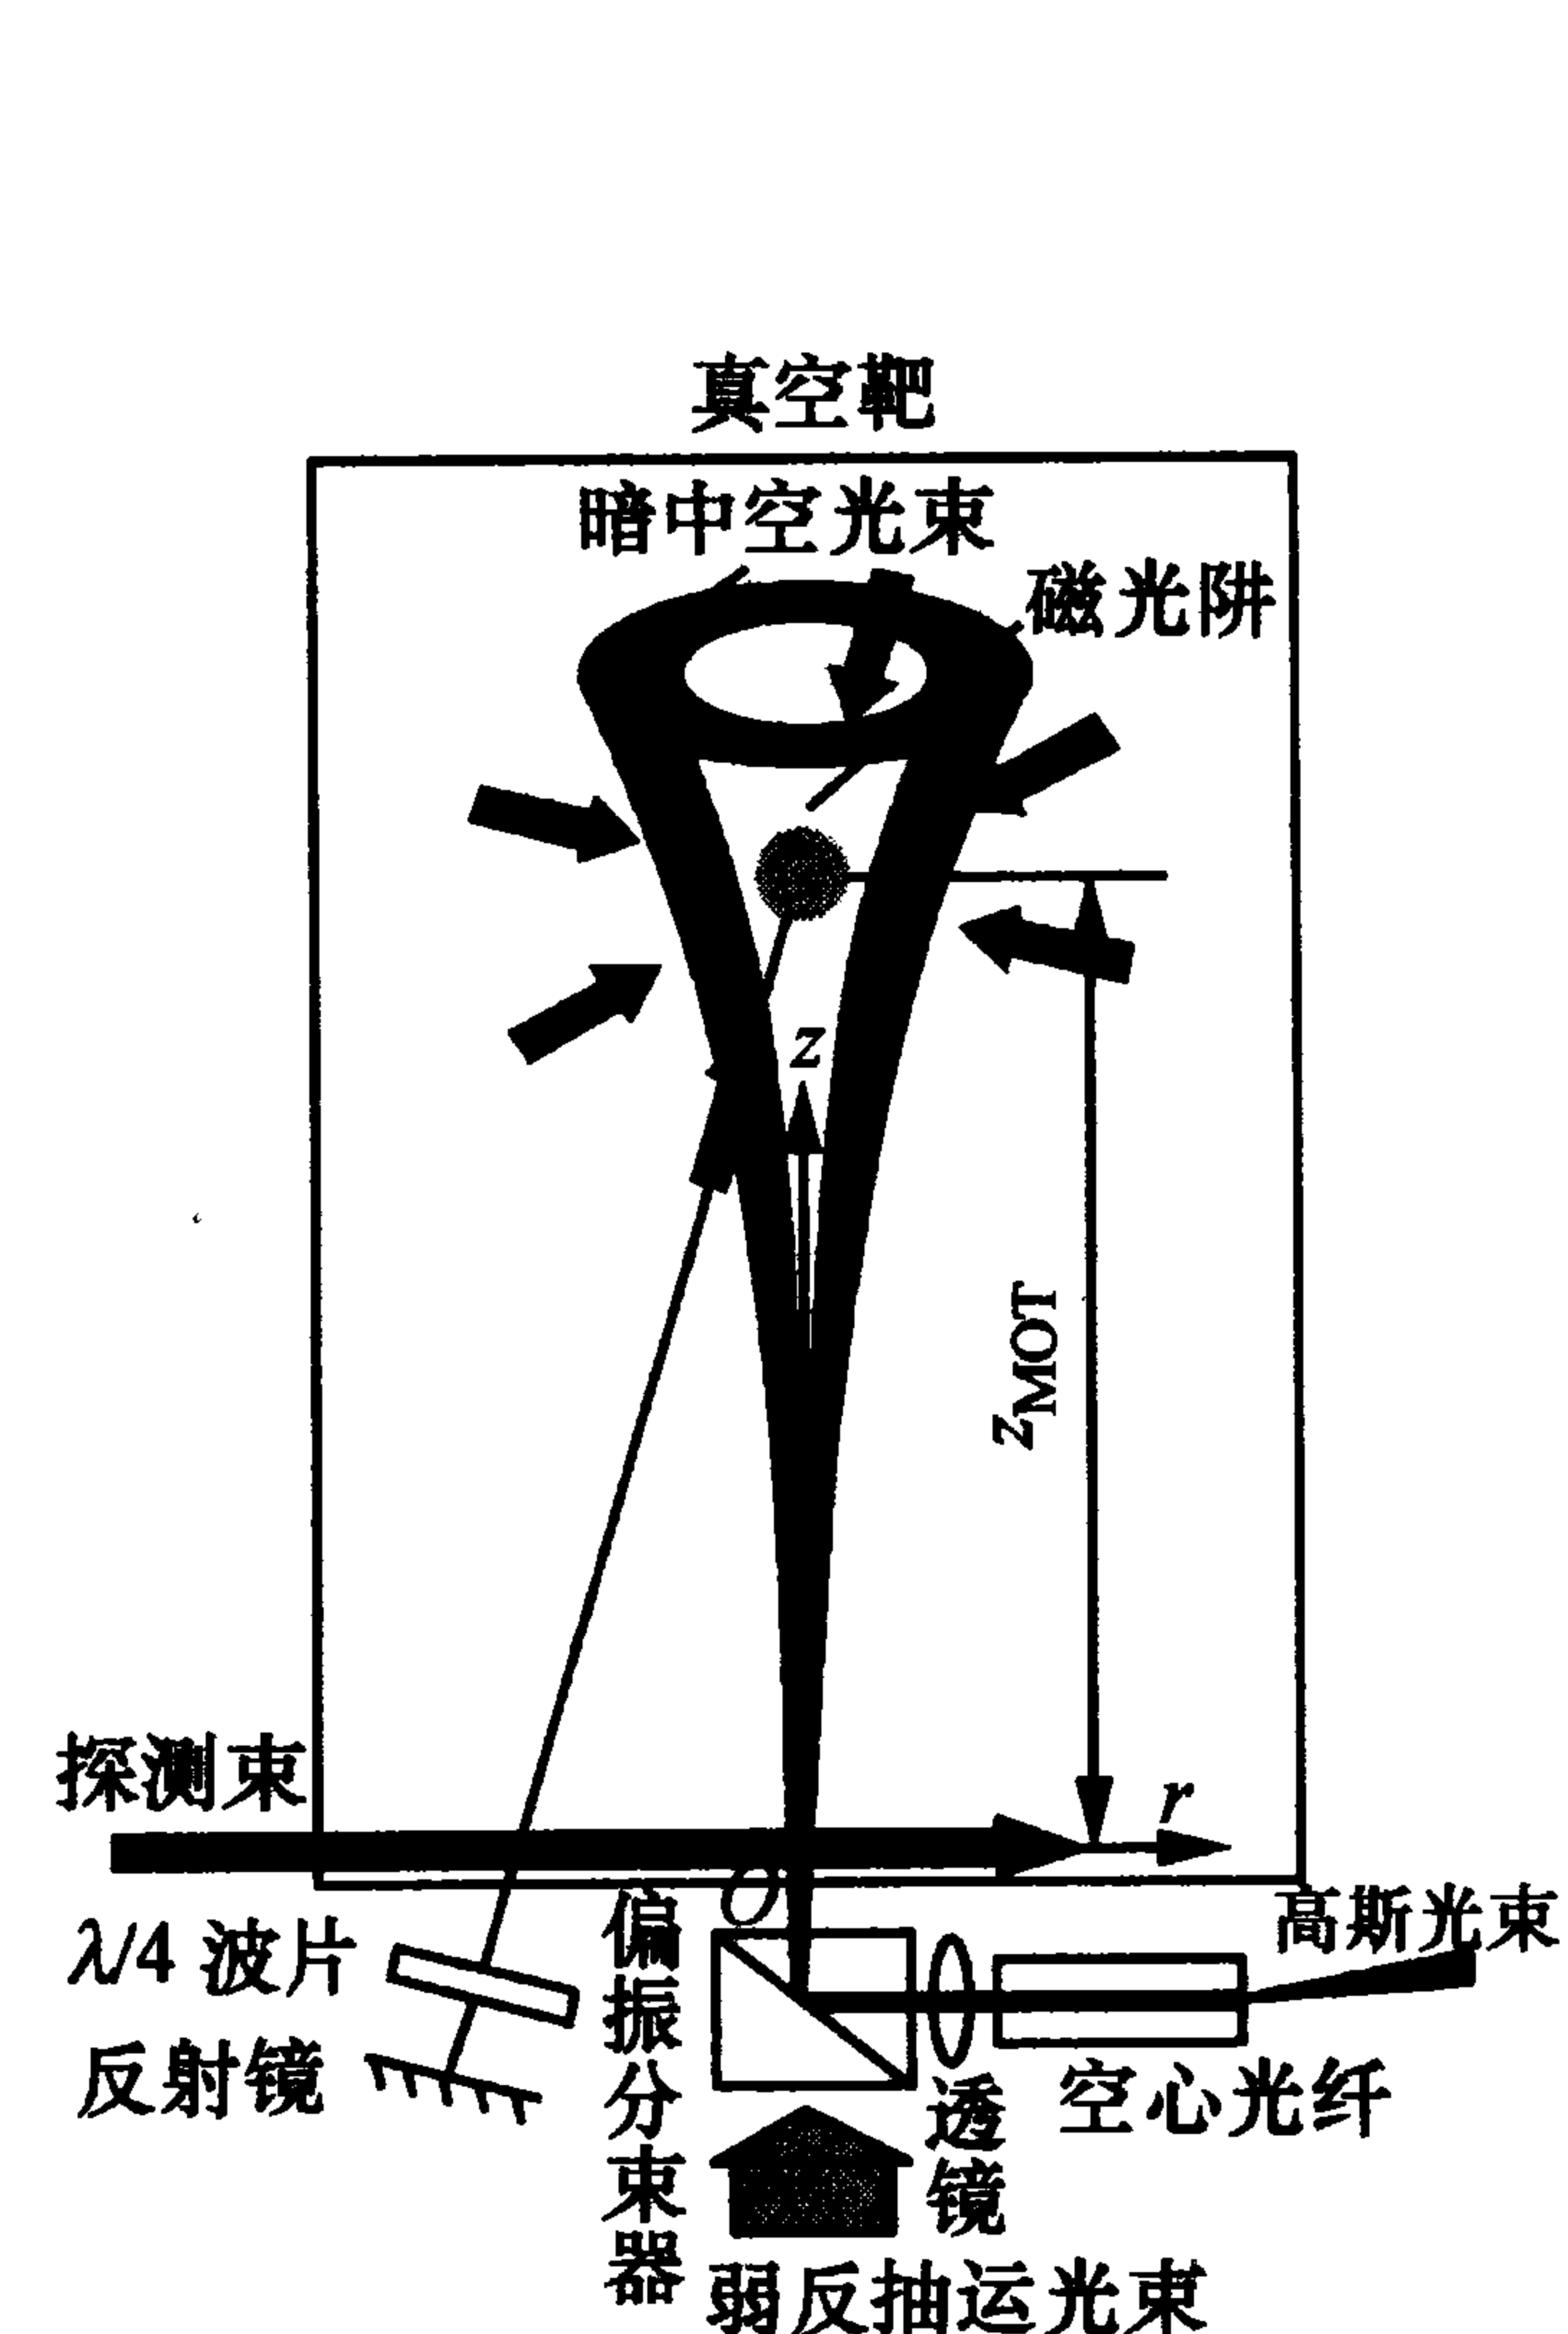 真空靶
暗中空光束
磁光阱
z
zMOT
探测束
r
O
高斯光束
λ/4 波片
反射镜
偏振分束器
透镜
空心光纤
弱反抽运光束